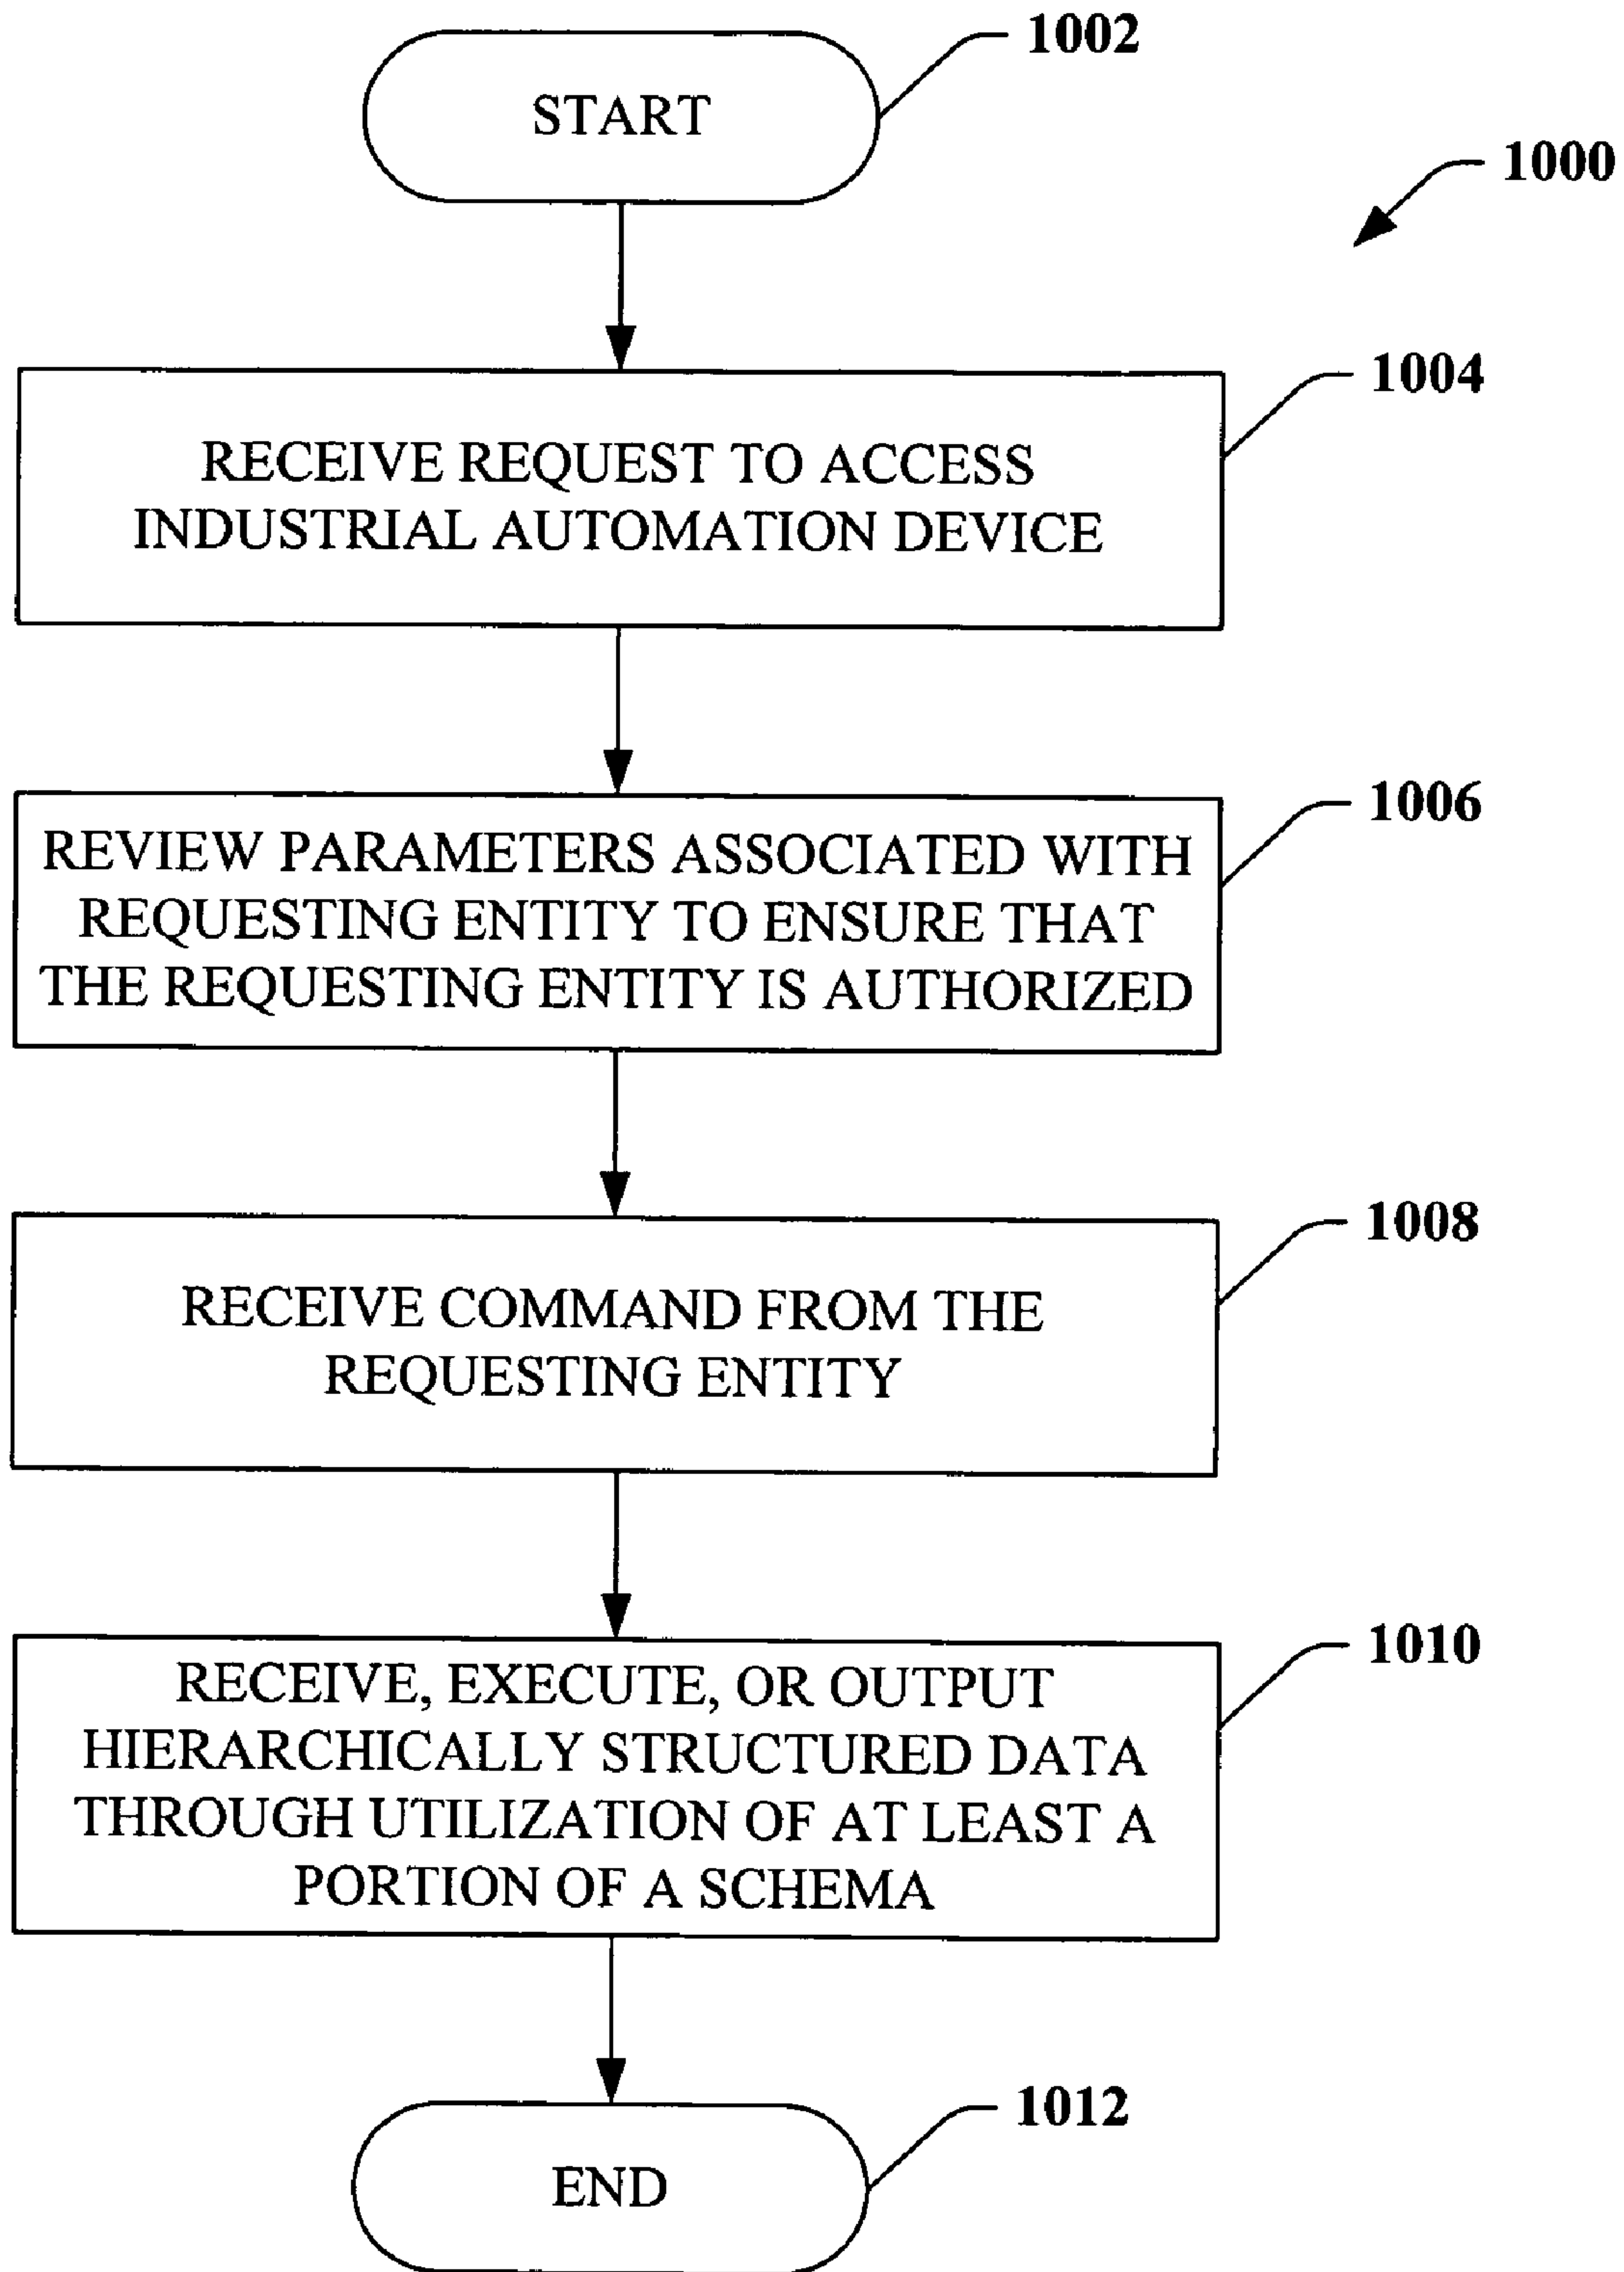 1002
START
1000
1004
RECEIVE REQUEST TO ACCESS
INDUSTRIAL AUTOMATION DEVICE
1006
REVIEW PARAMETERS ASSOCIATED WITH
REQUESTING ENTITY TO ENSURE THAT
THE REQUESTING ENTITY IS AUTHORIZED
1008
RECEIVE COMMAND FROM THE
REQUESTING ENTITY
1010
RECEIVE, EXECUTE, OR OUTPUT
HIERARCHICALLY STRUCTURED DATA
THROUGH UTILIZATION OF AT LEAST A
PORTION OF A SCHEMA
1012
END